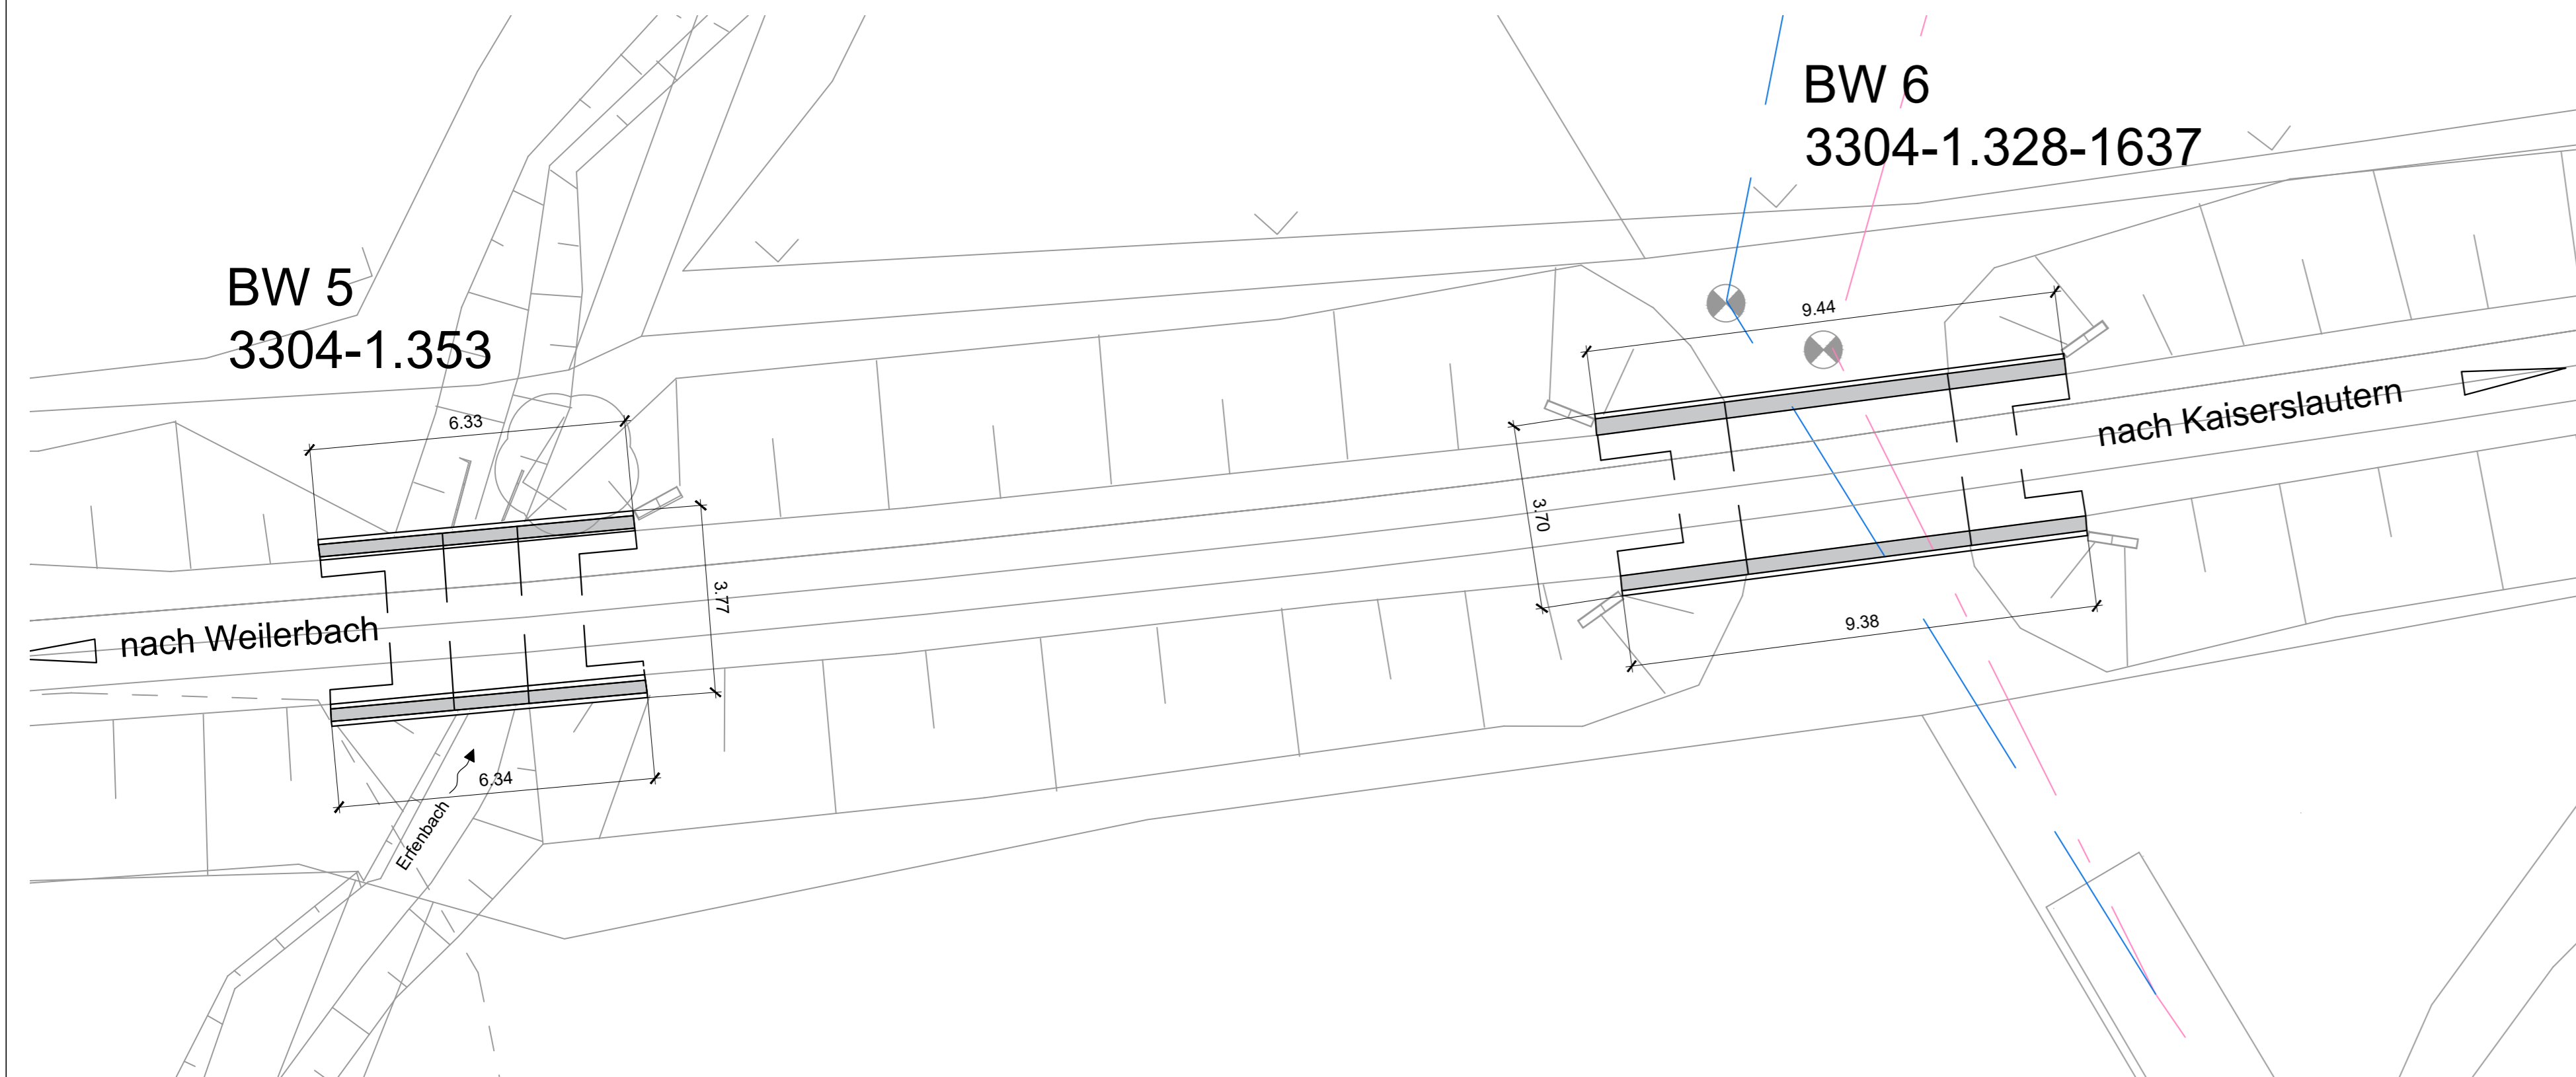 BW 6
3304-1.328-1637
BW 5
3304-1.353
9.44
6.33
nach Kaiserslautern
3.70
3.77
nach Weilerbach
9.38
6.34
Erfenbach